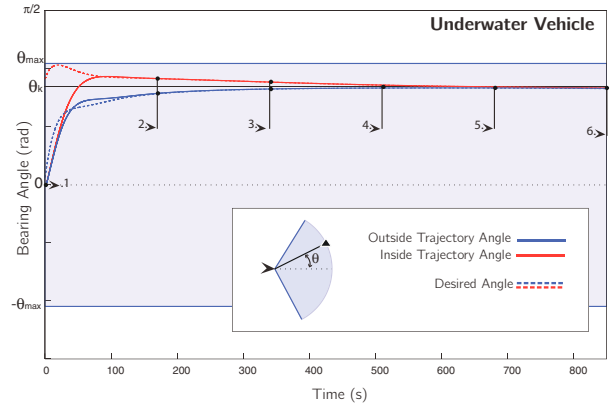 π/2
Underwater Vehicle
θmax
θk
2.
3.
4.
5.
6.
Bearing Angle (rad)
0
.1
Outside Trajectory Angle
Inside Trajectory Angle
θ
Desired Angle
-θmax
0 100 200 300 400 500 600 700 800
Time (s)